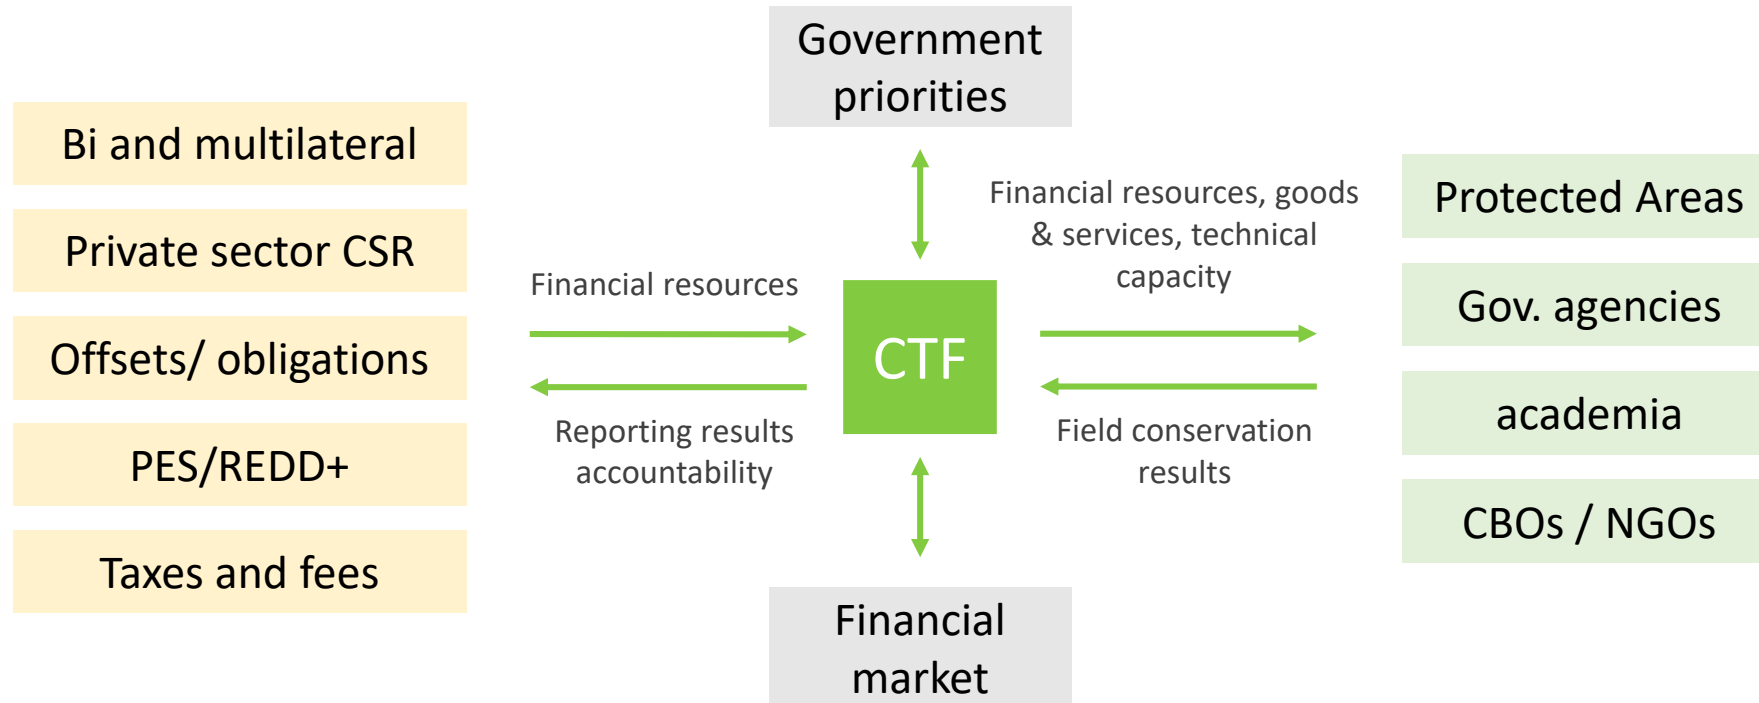 Government
priorities
Bi and multilateral
Private sector CSR
Offsets/ obligations
PES/REDD+
Taxes and fees
Financial resources
Reporting results
accountability
CTF
Financial resources, goods
& services, technical
capacity
Field conservation
results
Protected Areas
Gov. agencies
academia
CBOs / NGOs
Financial
market